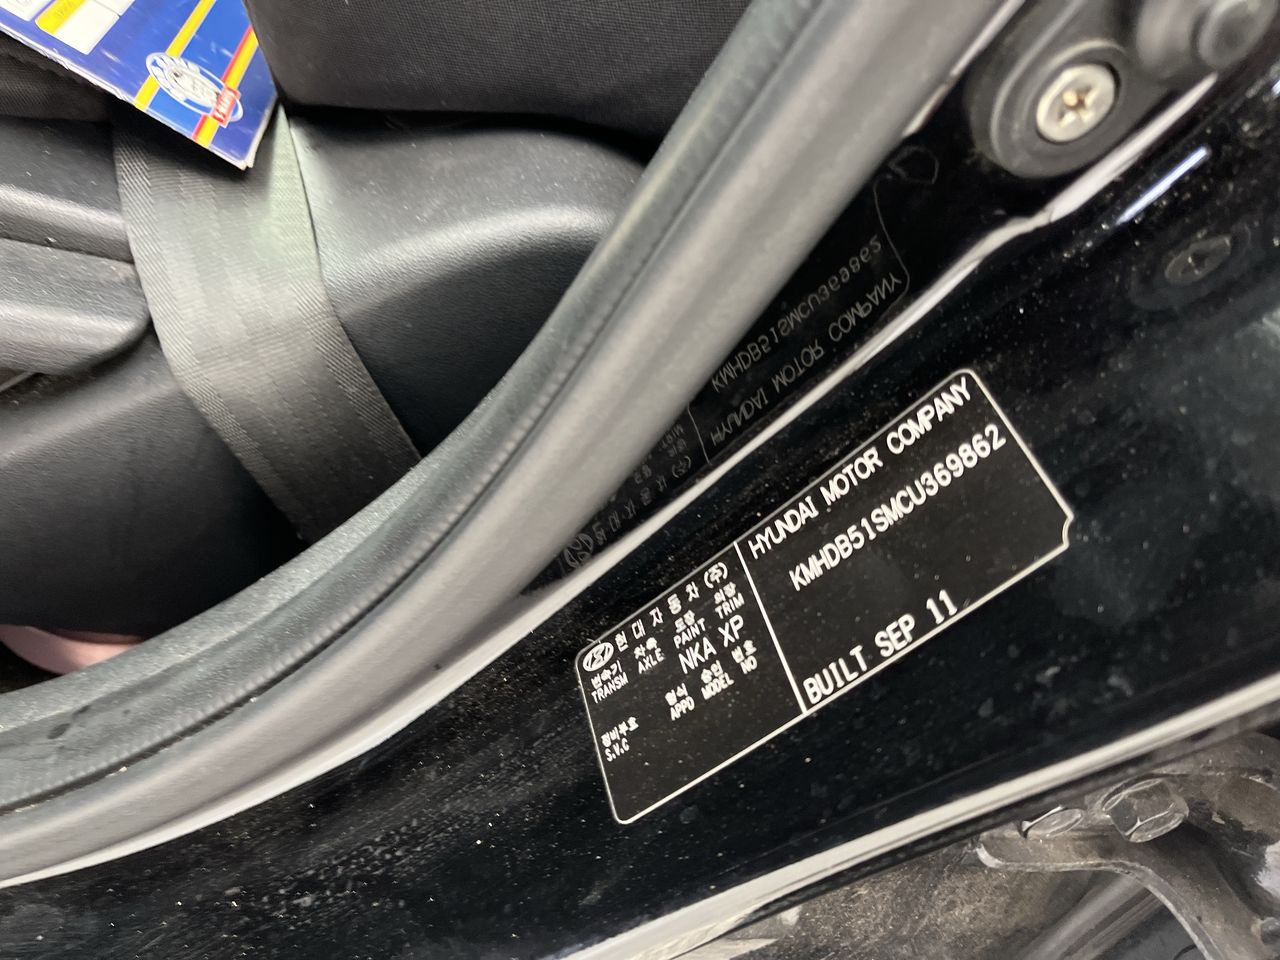 현대자동차(주)
변속기 차축 도장 의장
TRANSM AXLE PAINT TRIM
NKA XP
형식 승인 번호
APPD MODEL NO
정비부호
S.V.C
HYUNDAI MOTOR COMPANY
KMHDB51SMCU369862
BUILT SEP 11